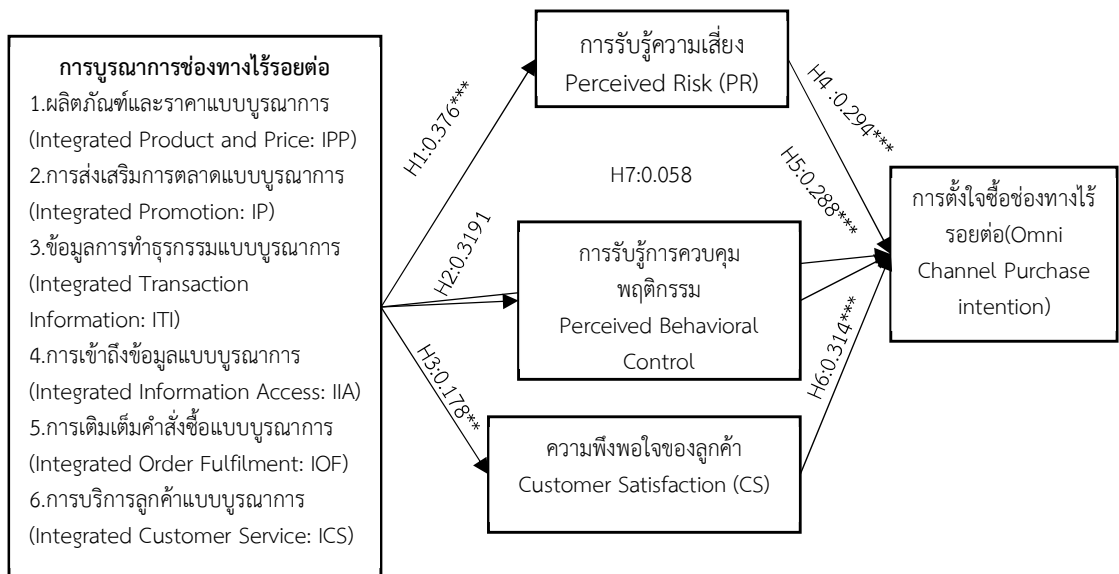 การบูรณาการช่องทางไร้รอยต่อ
1.ผลิตภัณฑ์และราคาแบบบูรณาการ
(Integrated Product and Price: IPP)
2.การส่งเสริมการตลาดแบบบูรณาการ
(Integrated Promotion: IP)
3.ข้อมูลการทำธุรกรรมแบบบูรณาการ
(Integrated Transaction
Information: ITI)
4.การเข้าถึงข้อมูลแบบบูรณาการ
(Integrated Information Access: IIA)
5.การเติมเต็มคำสั่งซื้อแบบบูรณาการ
(Integrated Order Fulfilment: IOF)
6.การบริการลูกค้าแบบบูรณาการ
(Integrated Customer Service: ICS)
H1:0.376***
H2:0.3191
H3:0.178**
การรับรู้ความเสี่ยง
Perceived Risk (PR)
H7:0.058
การรับรู้การควบคุม
พฤติกรรม
Perceived Behavioral
Control
ความพึงพอใจของลูกค้า
Customer Satisfaction (CS)
H4 :0.294***
H5:0.288***
H6:0.314***
การตั้งใจซื้อช่องทางไร้
รอยต่อ(Omni
Channel Purchase
intention)